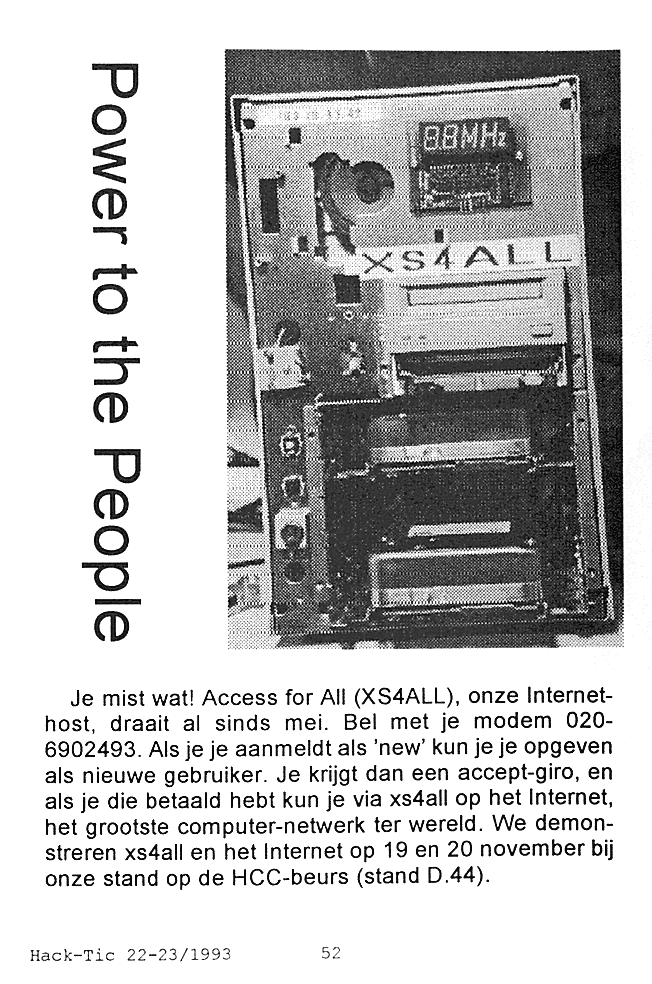 Power to the People
88MHz
XS4ALL
Je mist wat! Access for All (XS4ALL), onze Internet-
host, draait al sinds mei. Bel met je modem 020-
6902493. Als je je aanmeldt als 'new' kun je je opgeven
als nieuwe gebruiker. Je krijgt dan een accept-giro, en
als je die betaald hebt kun je via xs4all op het Internet,
het grootste computer-netwerk ter wereld. We demon-
streren xs4all en het Internet op 19 en 20 november bij
onze stand op de HCC-beurs (stand D.44).
Hack-Tic 22-23/1993 52